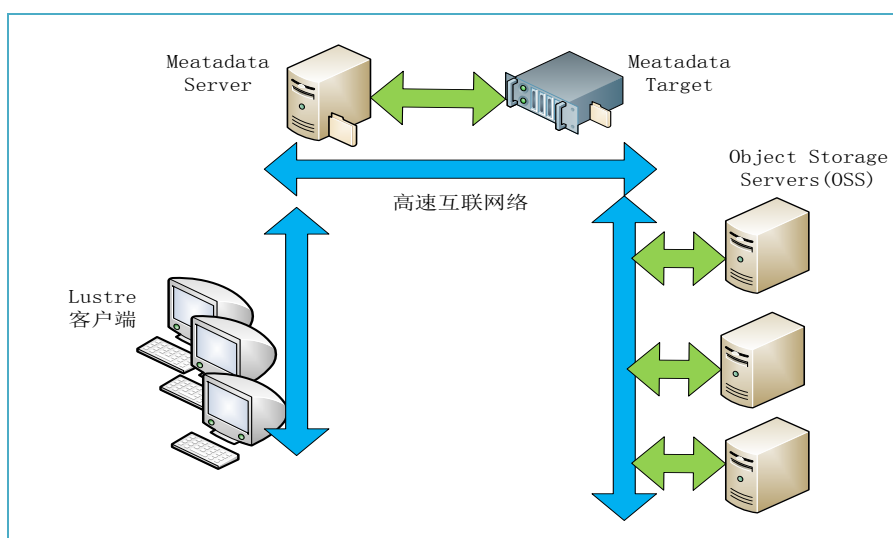 Meatadata
Server
Meatadata
Target
Object Storage
Servers(OSS)
高速互联网络
Lustre
客户端